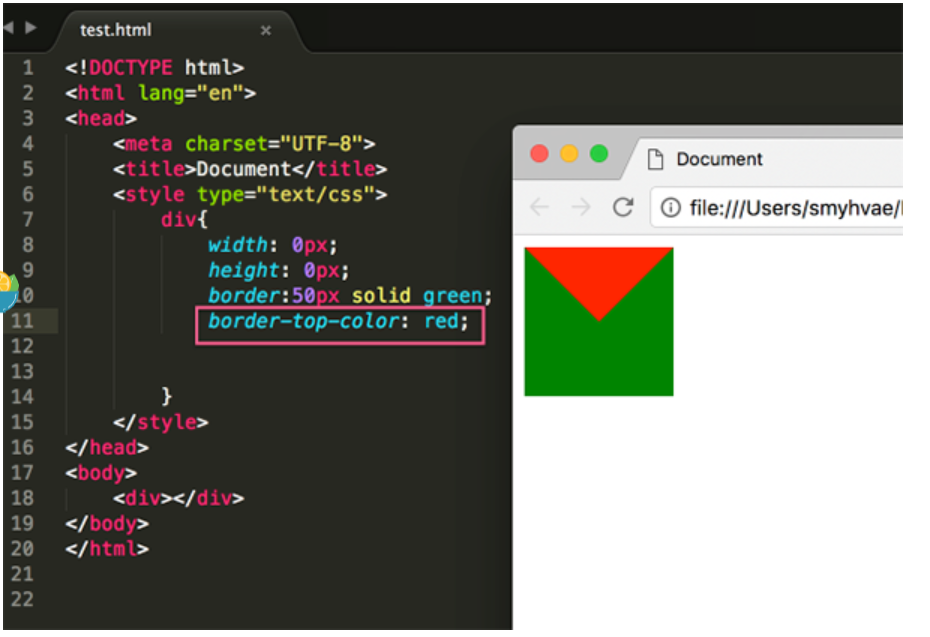 test.html ×
1 <!DOCTYPE html>
2 <html lang="en">
3 <head>
4 <meta charset="UTF-8">
5 <title>Document</title>
6 <style type="text/css">
7 div{
8 width: 0px;
9 height: 0px;
10 border:50px solid green;
11 border-top-color: red;
12
13
14 }
15 </style>
16 </head>
17 <body>
18 <div></div>
19 </body>
20 </html>
21
22
Document
file:///Users/smyhvae/